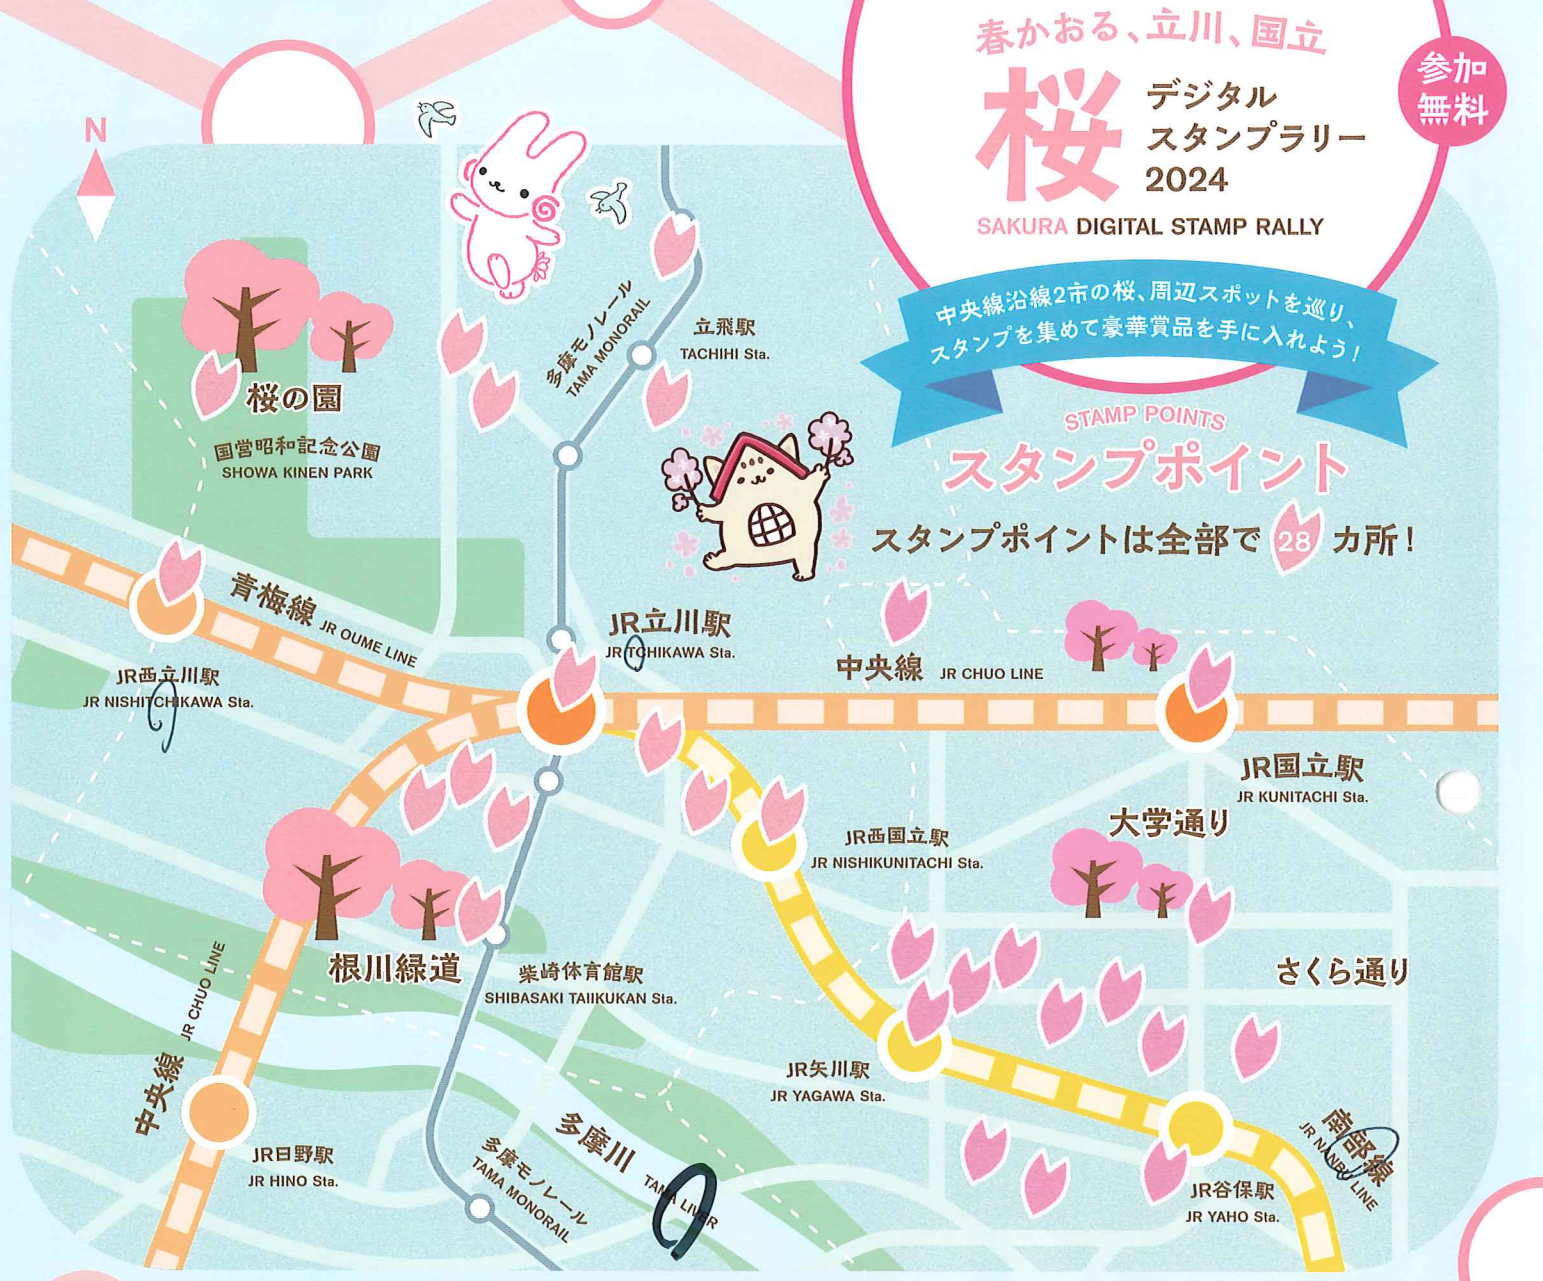 春かおる、立川、国立
桜
デジタル
スタンプラリー
2024
SAKURA DIGITAL STAMP RALLY
参加
無料
中央線沿線2市の桜、周辺スポットを巡り、
スタンプを集めて豪華賞品を手に入れよう!
STAMP POINTS
スタンプポイント
スタンプポイントは全部で 28 カ所!
N
多摩モノレール
TAMA MONORAIL
立飛駅
TACHIHI Sta.
桜の園
国営昭和記念公園
SHOWA KINEN PARK
青梅線 JR OUME LINE
JR西立川駅
JR NISHITCHIKAWA Sta.
JR立川駅
JR TCHIKAWA Sta.
中央線 JR CHUO LINE
JR国立駅
JR KUNITACHI Sta.
大学通り
JR西国立駅
JR NISHIKUNITACHI Sta.
さくら通り
根川緑道
柴崎体育館駅
SHIBASAKI TAIIKUKAN Sta.
中央線 JR CHUO LINE
JR矢川駅
JR YAGAWA Sta.
JR日野駅
JR HINO Sta.
多摩川 TAMA LIVER
多摩モノレール
TAMA MONORAIL
南部線
JR NANBU LINE
JR谷保駅
JR YAHO Sta.